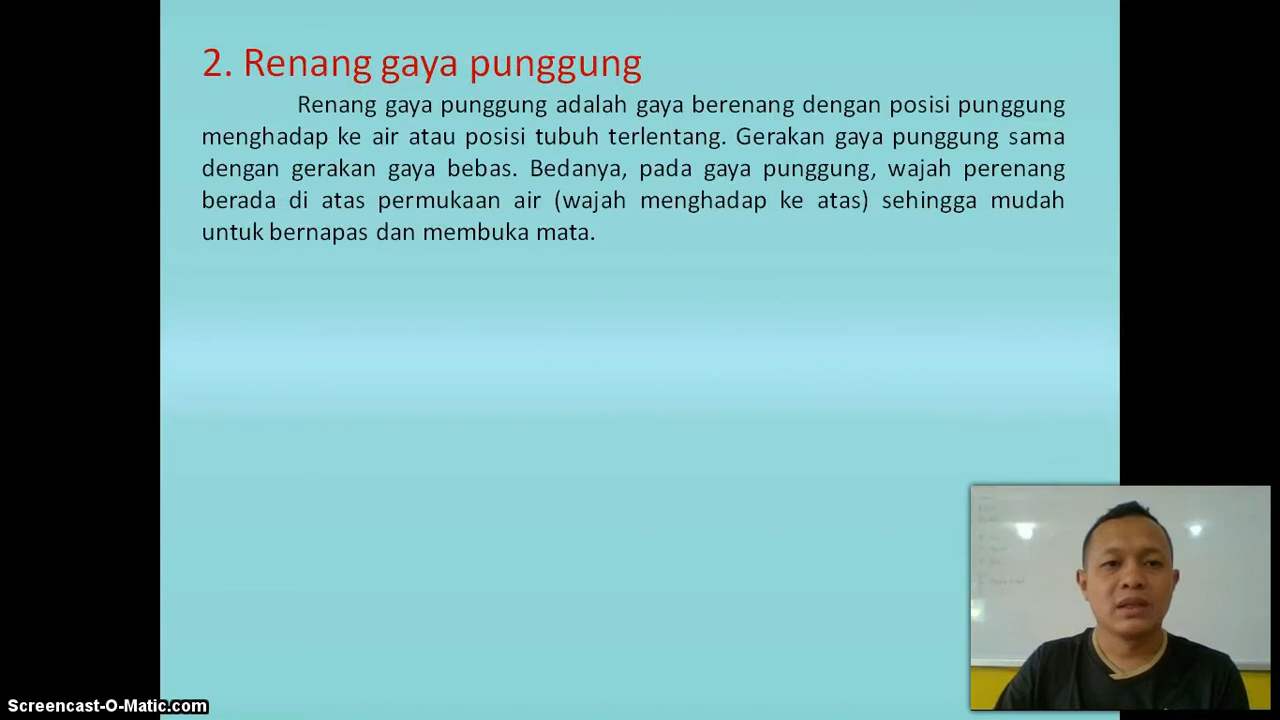 2. Renang gaya punggung
Renang gaya punggung adalah gaya berenang dengan posisi punggung
menghadap ke air atau posisi tubuh terlentang. Gerakan gaya punggung sama
dengan gerakan gaya bebas. Bedanya, pada gaya punggung, wajah perenang
berada di atas permukaan air (wajah menghadap ke atas) sehingga mudah
untuk bernapas dan membuka mata.
Screencast-O-Matic.com